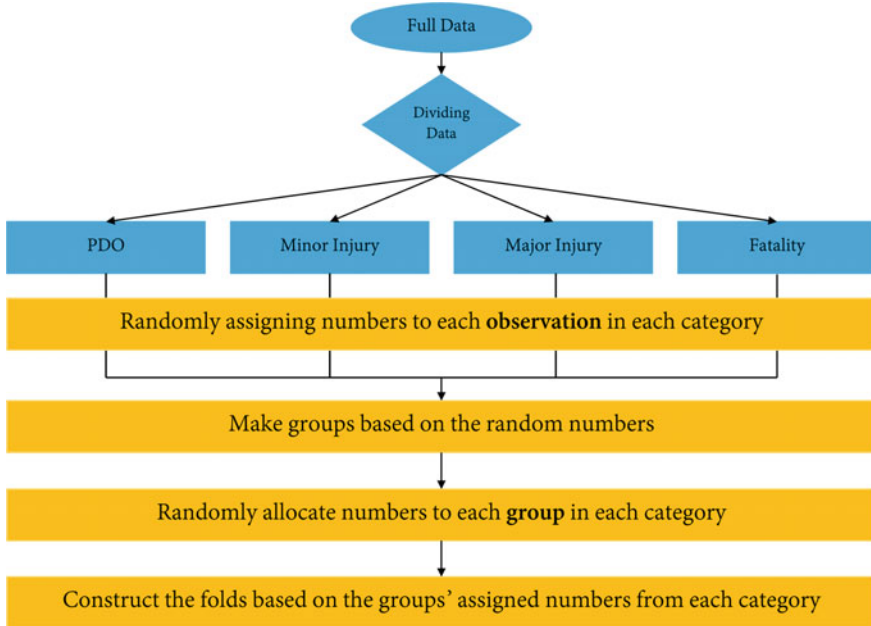 Full Data
Dividing
Data
PDO
Minor Injury
Major Injury
Fatality
Randomly assigning numbers to each observation in each category
Make groups based on the random numbers
Randomly allocate numbers to each group in each category
Construct the folds based on the groups’ assigned numbers from each category